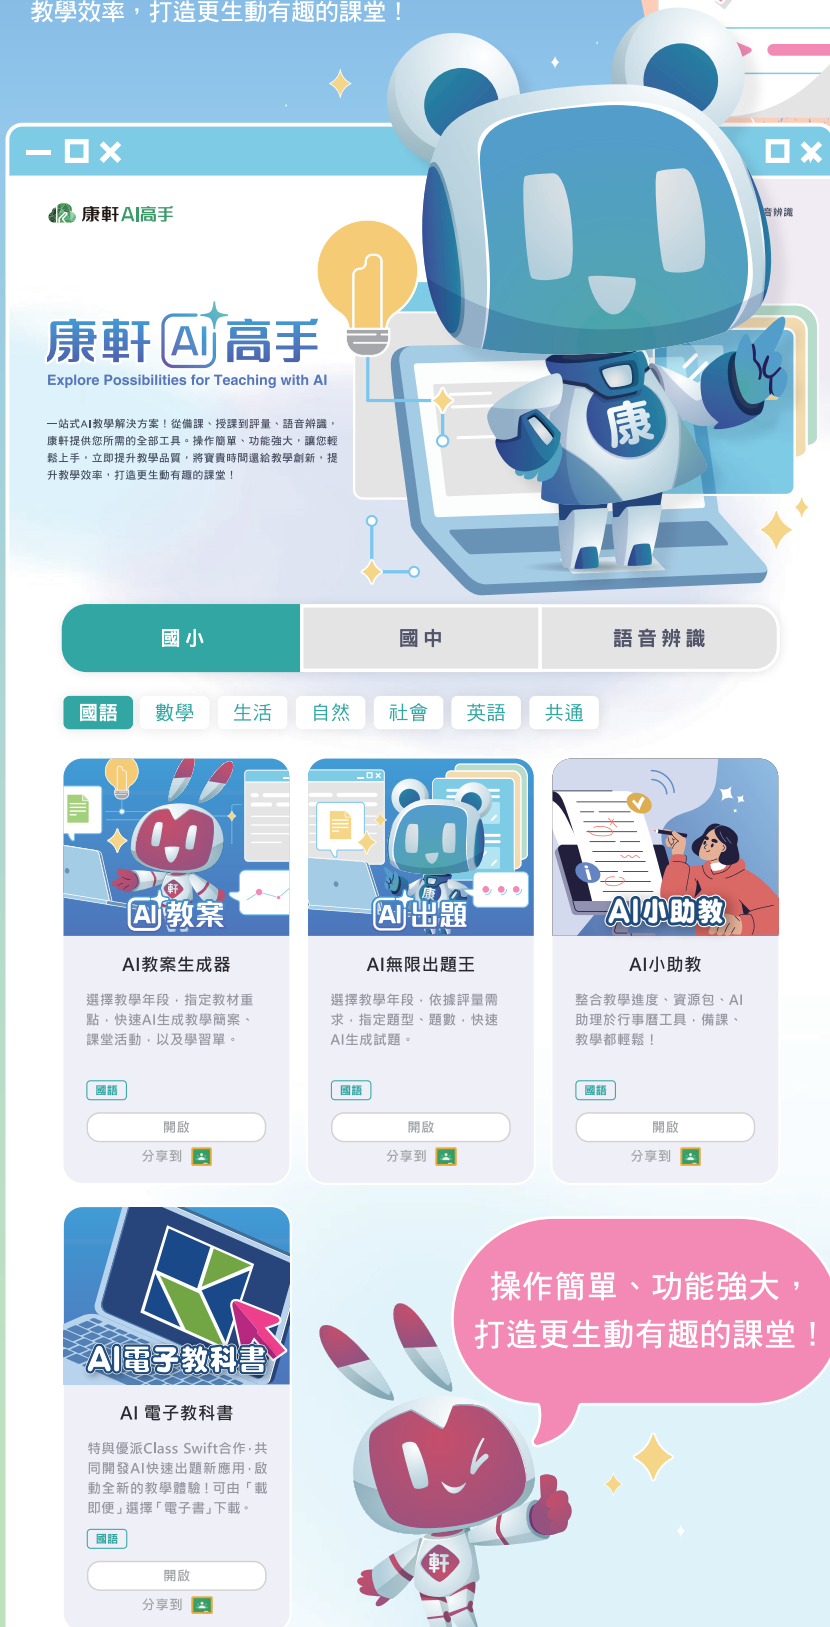 教學效率，打造更生動有趣的課堂！
康軒AI高手
音辨識
康軒AI高手
Explore Possibilities for Teaching with AI
一站式AI教學解決方案！從備課、授課到評量、語音辨識，
康軒提供您所需的全部工具。操作簡單、功能強大，讓您輕
鬆上手，立即提升教學品質，將寶貴時間還給教學創新，提
升教學效率，打造更生動有趣的課堂！
康
國小
國中
語音辨識
國語
數學
生活
自然
社會
英語
共通
軒
AI教案
AI教案生成器
選擇教學年段，指定教材重
點，快速AI生成教學簡案、
課堂活動，以及學習單。
國語
開啟
分享到
康
AI出題
AI無限出題王
選擇教學年段，依據評量需
求，指定題型、題數，快速
AI生成試題。
國語
開啟
分享到
AI小助教
AI小助教
整合教學進度、資源包、AI
助理於行事曆工具，備課、
教學都輕鬆！
國語
開啟
分享到
AI電子教科書
AI 電子教科書
特與優派Class Swift合作，共
同開發AI快速出題新應用，啟
動全新的教學體驗！可由「載
即便」選擇「電子書」下載。
國語
開啟
分享到
操作簡單、功能強大，
打造更生動有趣的課堂！
軒